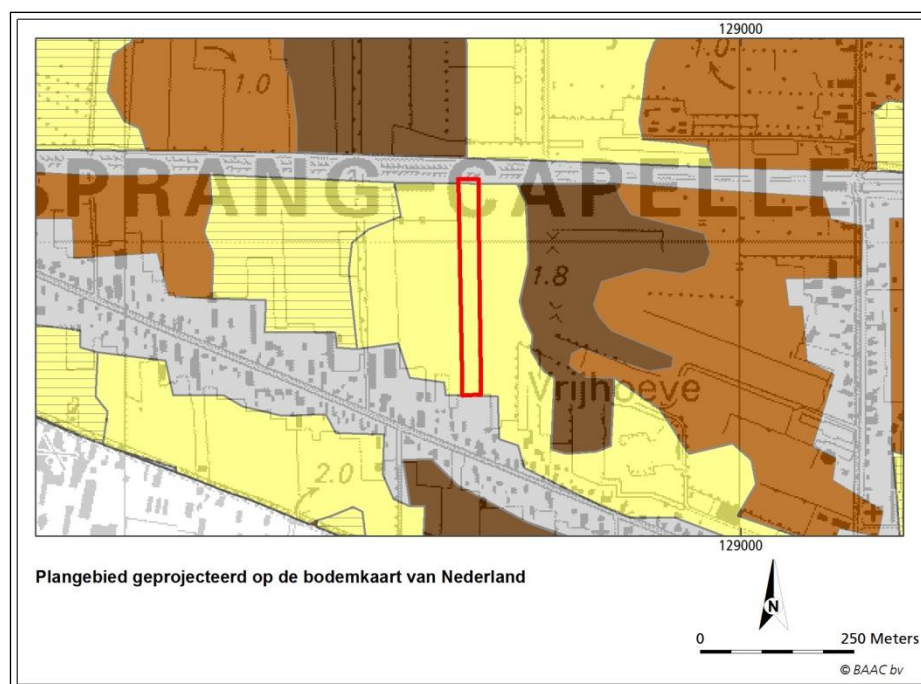 129000
1.0
1.0
SPRANG-CAPELLE
1.8
Vrijhoeve
2.0
129000
Plangebied geprojecteerd op de bodemkaart van Nederland
N
0 250 Meters
© BAAC bv